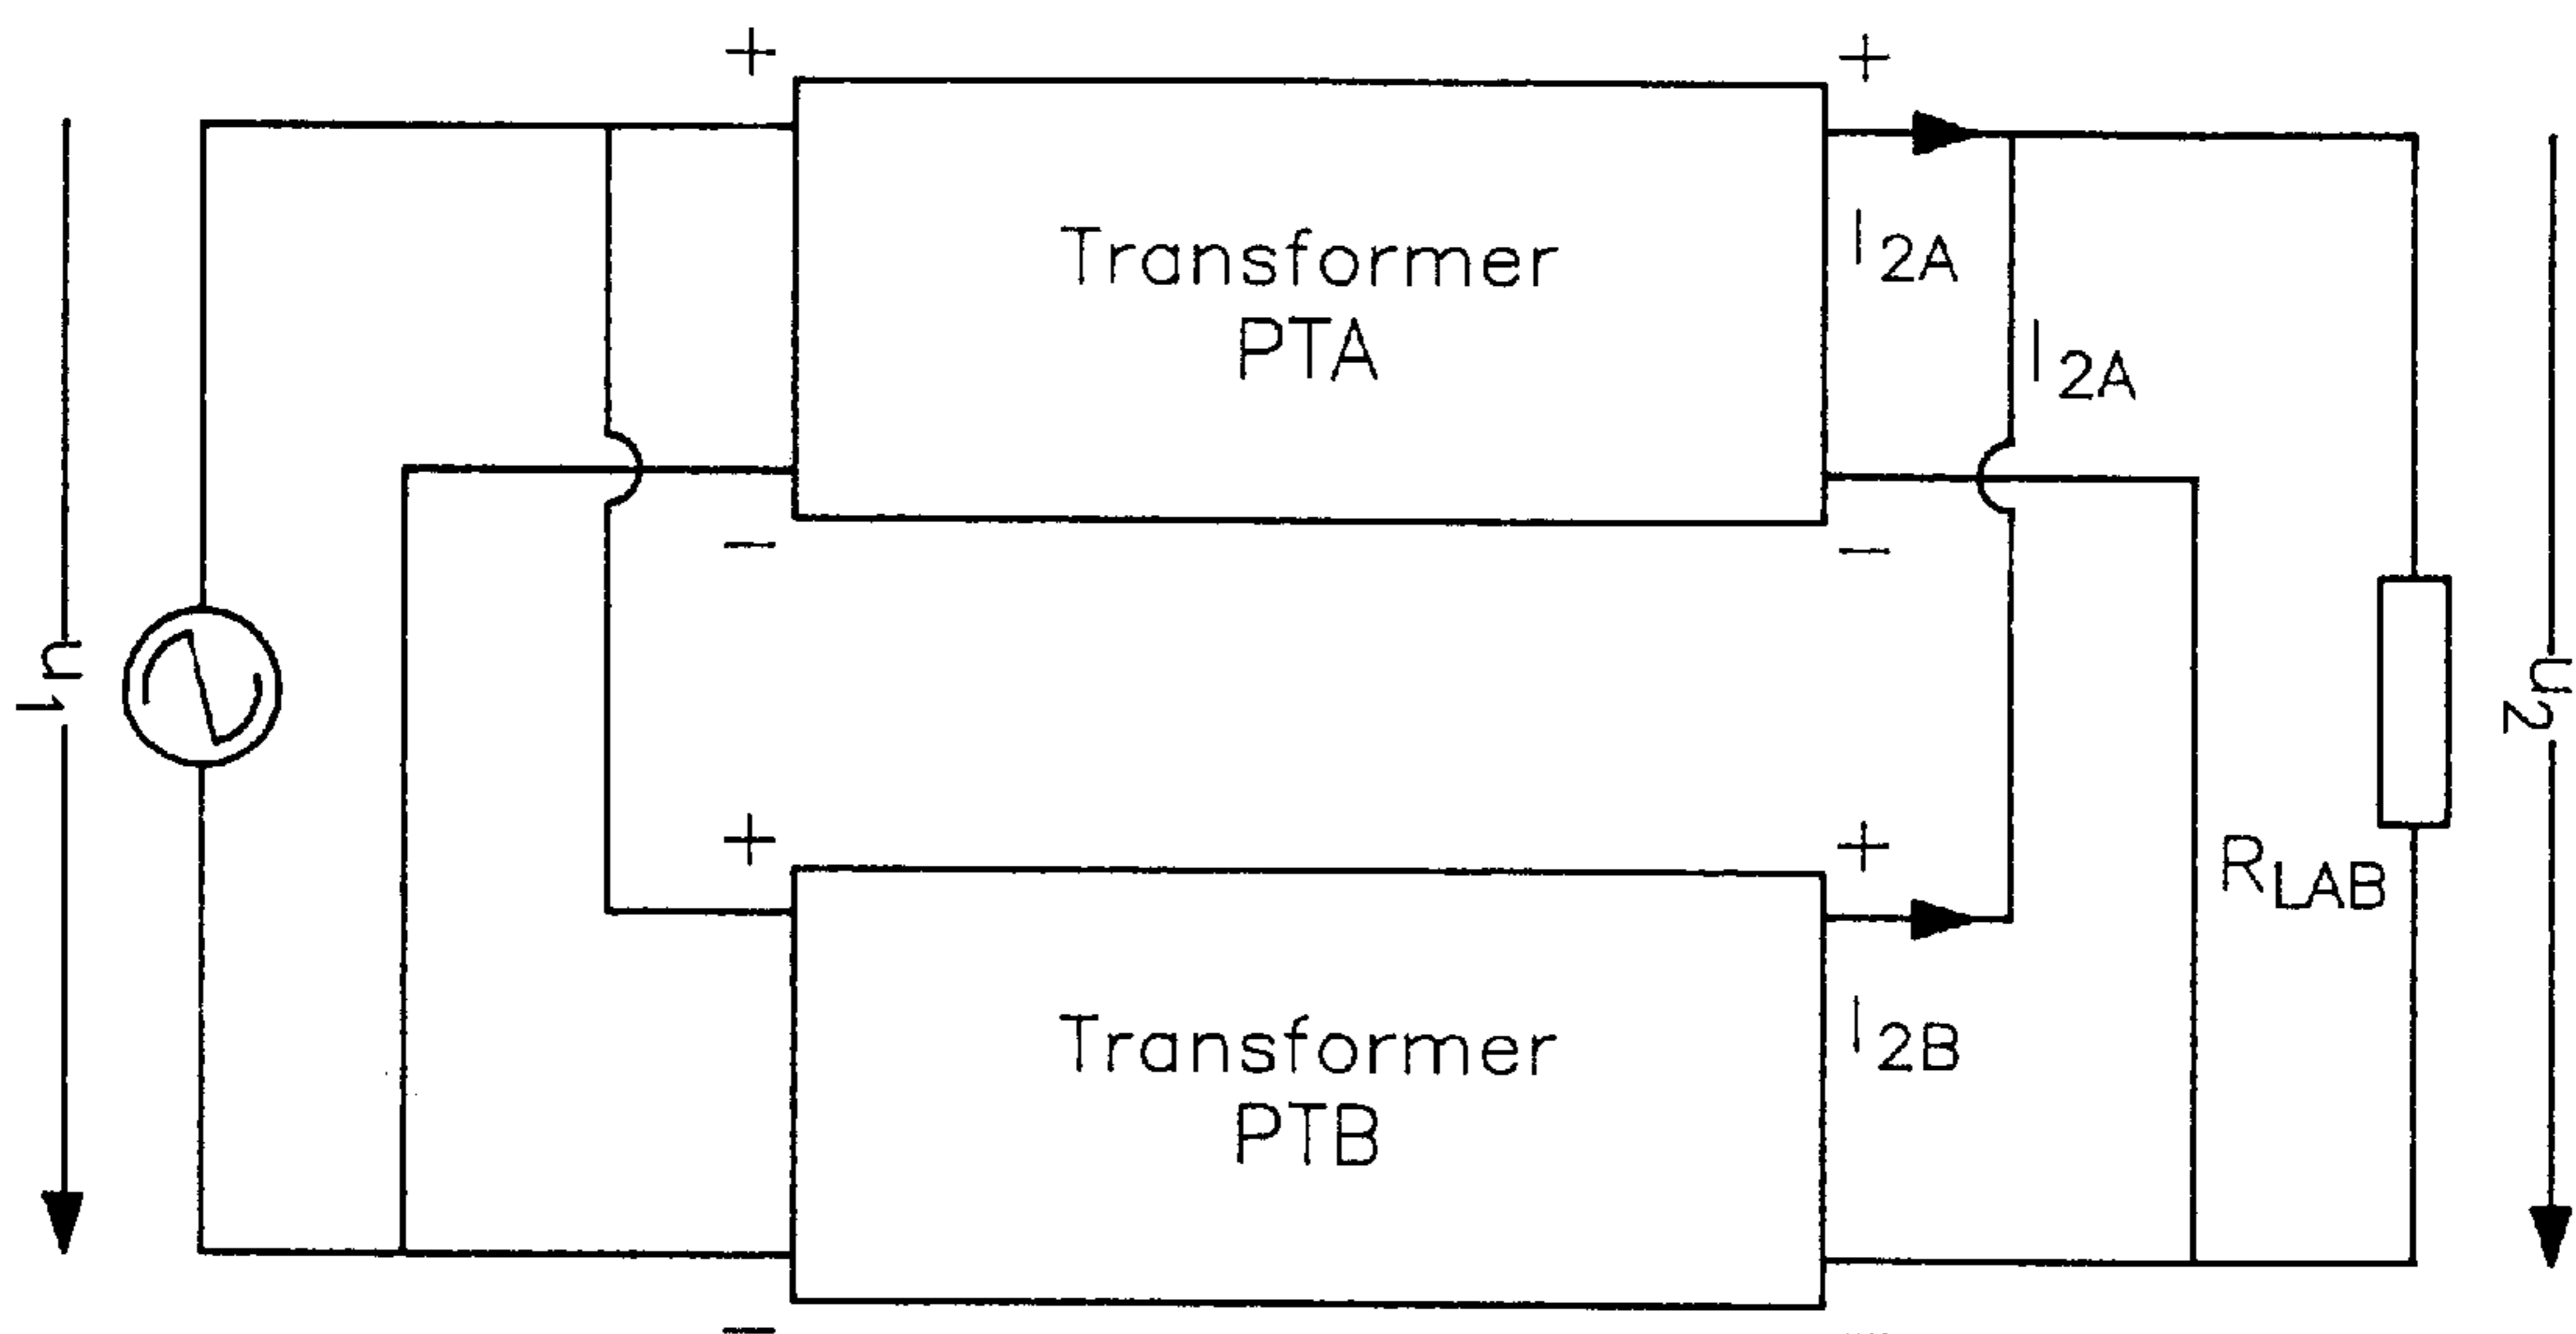 +
+
Transformer
PTA
I2A
I2A
−
−
u1
u2
+
+
RLAB
Transformer
PTB
I2B
−